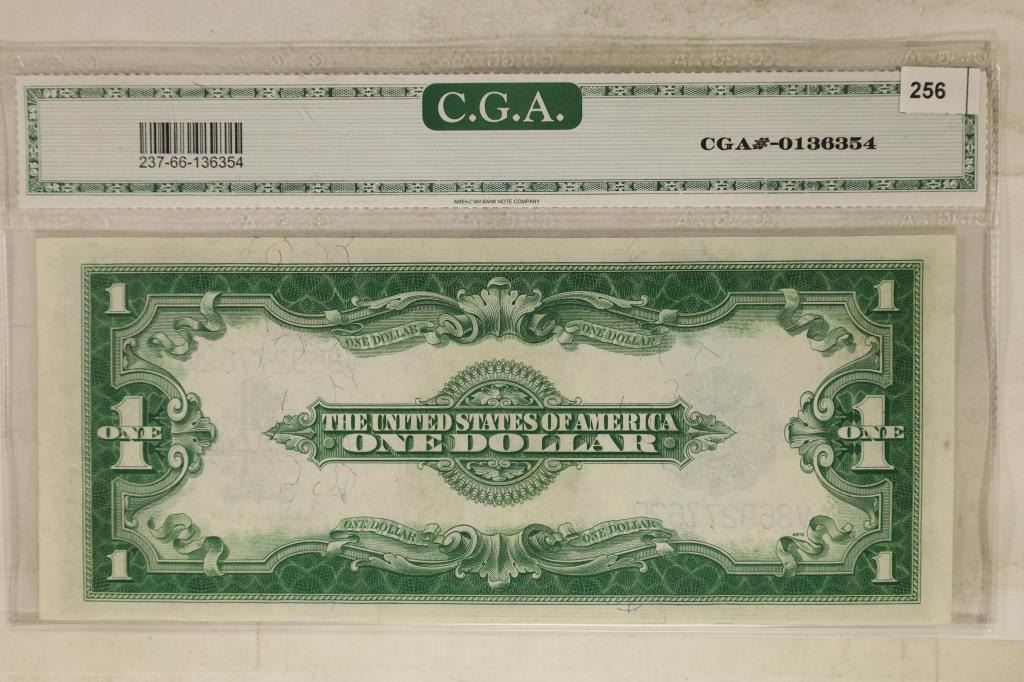 C.G.A.
256
237-66-136354
CGA#-0136354
AMERICAN BANK NOTE COMPANY
1 1
ONE DOLLAR ONE DOLLAR
1 1
ONE THE UNITED STATES OF AMERICA ONE
ONE DOLLAR
ONE DOLLAR ONE DOLLAR
1 1